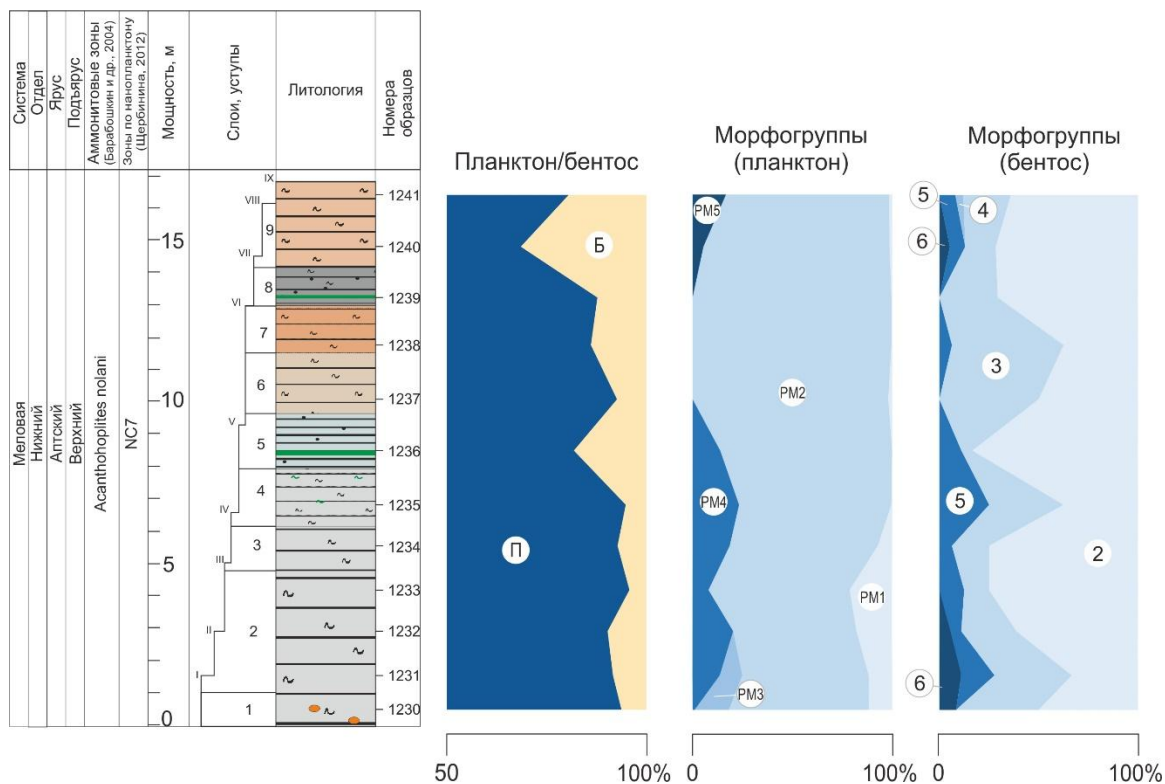 Система
Отдел
Ярус
Подъярус
Аммонитовые зоны
(Барабошкин и др., 2004)
Зоны по нанопланктону
(Щербинина, 2012)
Мощность, м
Слои, уступы
Литология
Номера
образцов
Планктон/бентос
Морфогруппы
(планктон)
Морфогруппы
(бентос)
Меловая
Нижний
Аптский
Верхний
Acanthohoplites nolani
NC7
15
10
5
0
IX
VIII
VII
VI
V
IV
III
II
I
9
8
7
6
5
4
3
2
1
1241
1240
1239
1238
1237
1236
1235
1234
1233
1232
1231
1230
Б
П
PM5
PM2
PM4
PM1
PM3
5
4
6
3
5
2
6
50
100%
0
100%
0
100%